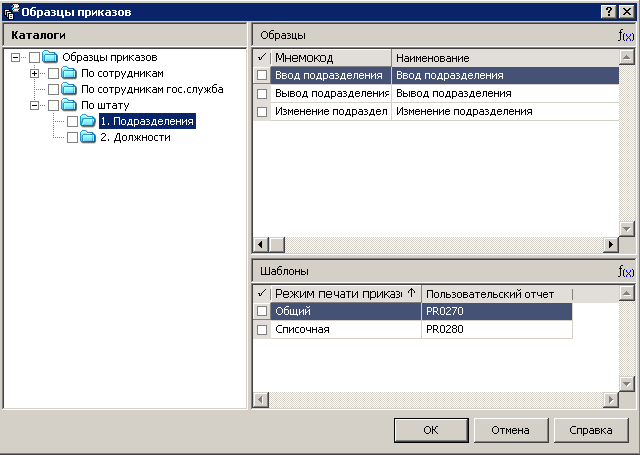 Образцы приказов
Каталоги
Образцы приказов
По сотрудникам
По сотрудникам гос.служба
По штату
1. Подразделения
2. Должности
Образцы
f(x)
Мнемокод Наименование
Ввод подразделения Ввод подразделения
Вывод подразделения Вывод подразделения
Изменение подраздел Изменение подразделения
Шаблоны
f(x)
Режим печати приказо Пользовательский отчет
Общий PR0270
Списочная PR0280
OK Отмена Справка